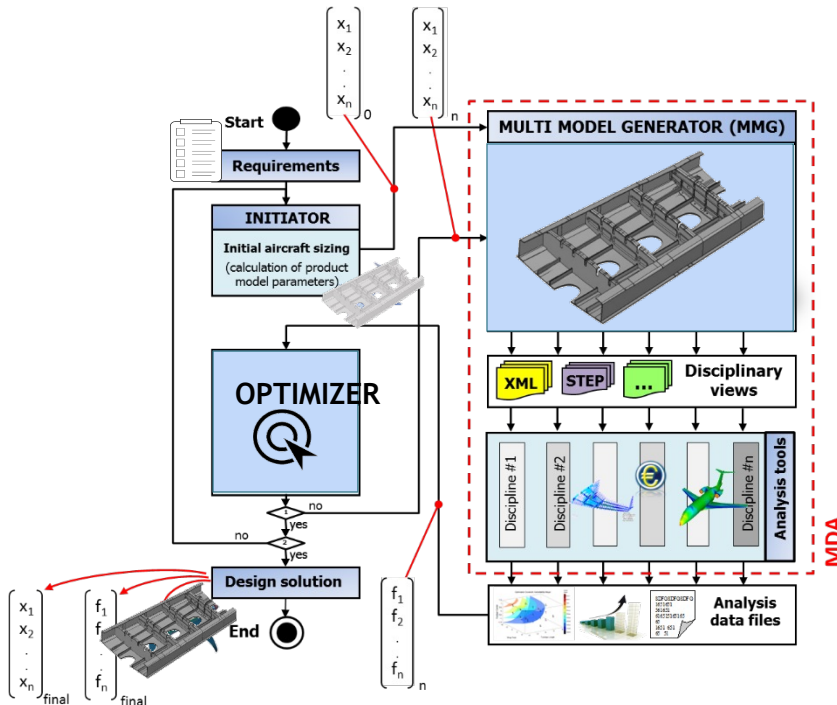 x1
x2
.
.
xn
0
x1
x2
.
.
xn
n
Start
Requirements
INITIATOR
Initial aircraft sizing
(calculation of product
model parameters)
MULTI MODEL GENERATOR (MMG)
XML
STEP
...
Disciplinary
views
OPTIMIZER
Discipline #1
Discipline #2
€
Discipline #n
Analysis tools
MDA
no
1
yes
no
2
yes
Design solution
End
x1
x2
.
.
xn
final
f1
f
.
fn
final
f1
f2
.
.
fn
n
Analysis
data files